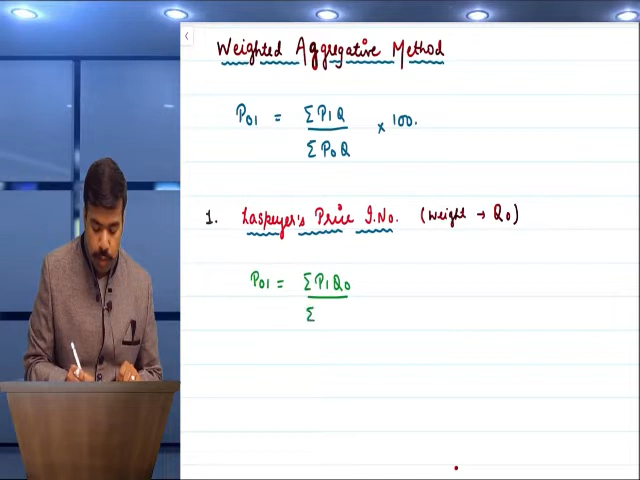 Weighted Aggregative Method
P01 = ΣP1Q / ΣP0Q × 100.
1. Laspeyer's Price I.No. (Weight → Q0)
P01 = ΣP1Q0 / Σ